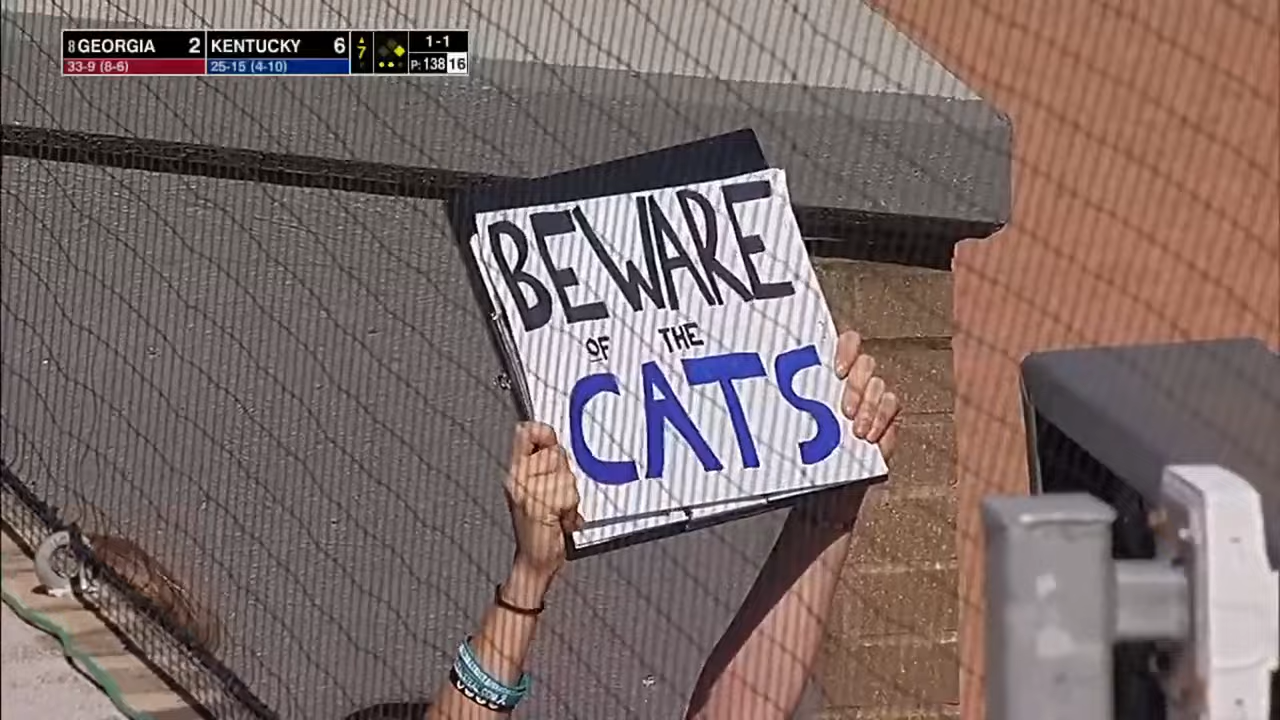 8 GEORGIA 2 KENTUCKY 6 7 1-1
33-9 (8-6) 25-15 (4-10) P: 138 16
BEWARE
OF THE
CATS